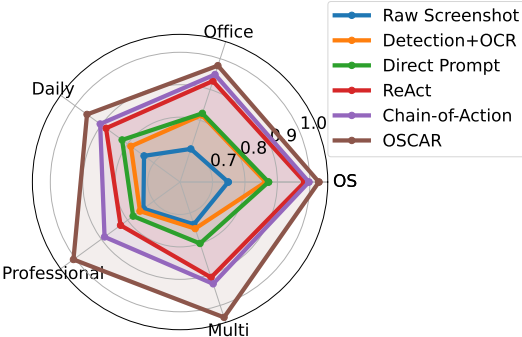 Raw Screenshot
Detection+OCR
Direct Prompt
ReAct
Chain-of-Action
OSCAR
Office
Daily
1.0
0.9
0.8
0.7
OS
Professional
Multi